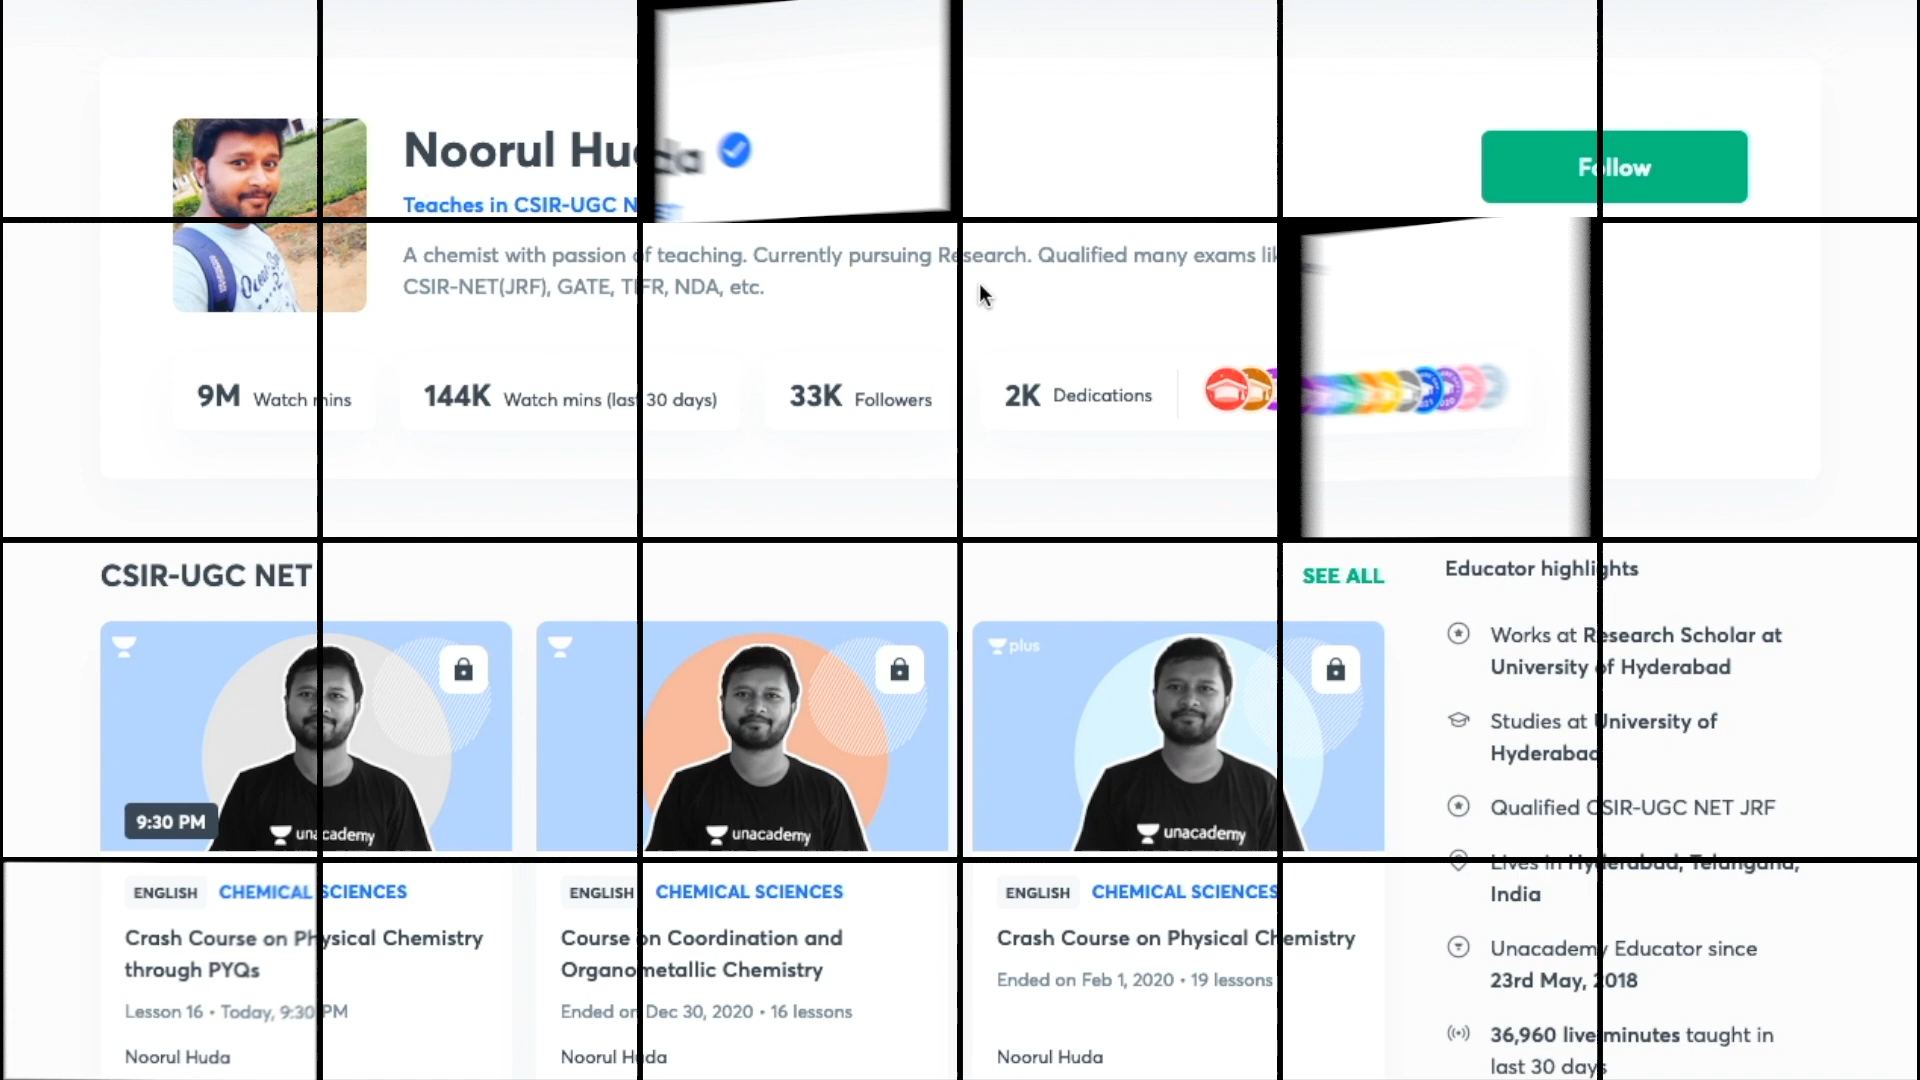 Noorul Huda
Follow
Teaches in CSIR-UGC N
A chemist with passion of teaching. Currently pursuing Research. Qualified many exams lik
CSIR-NET(JRF), GATE, TIFR, NDA, etc.
9M Watch mins
144K Watch mins (last 30 days)
33K Followers
2K Dedications
CSIR-UGC NET
SEE ALL
9:30 PM
unacademy
unacademy
plus
unacademy
ENGLISH CHEMICAL SCIENCES
Crash Course on Physical Chemistry
through PYQs
Lesson 16 • Today, 9:30 PM
Noorul Huda
ENGLISH CHEMICAL SCIENCES
Course on Coordination and
Organometallic Chemistry
Ended on Dec 30, 2020 • 16 lessons
Noorul Huda
ENGLISH CHEMICAL SCIENCES
Crash Course on Physical Chemistry
Ended on Feb 1, 2020 • 19 lessons
Noorul Huda
Educator highlights
Works at Research Scholar at
University of Hyderabad
Studies at University of
Hyderabad
Qualified CSIR-UGC NET JRF
Lives in Hyderabad, Telangana,
India
Unacademy Educator since
23rd May, 2018
36,960 live minutes taught in
last 30 days